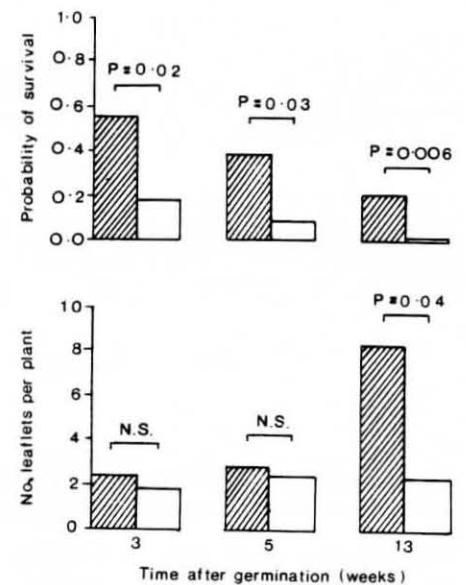 Probability of survival
1·0
0·8
0·6
0·4
0·2
0·0
P=0·02
P=0·03
P=0·006
No. leaflets per plant
10
8
6
4
2
0
N.S.
N.S.
P=0·04
3 5 13
Time after germination (weeks)